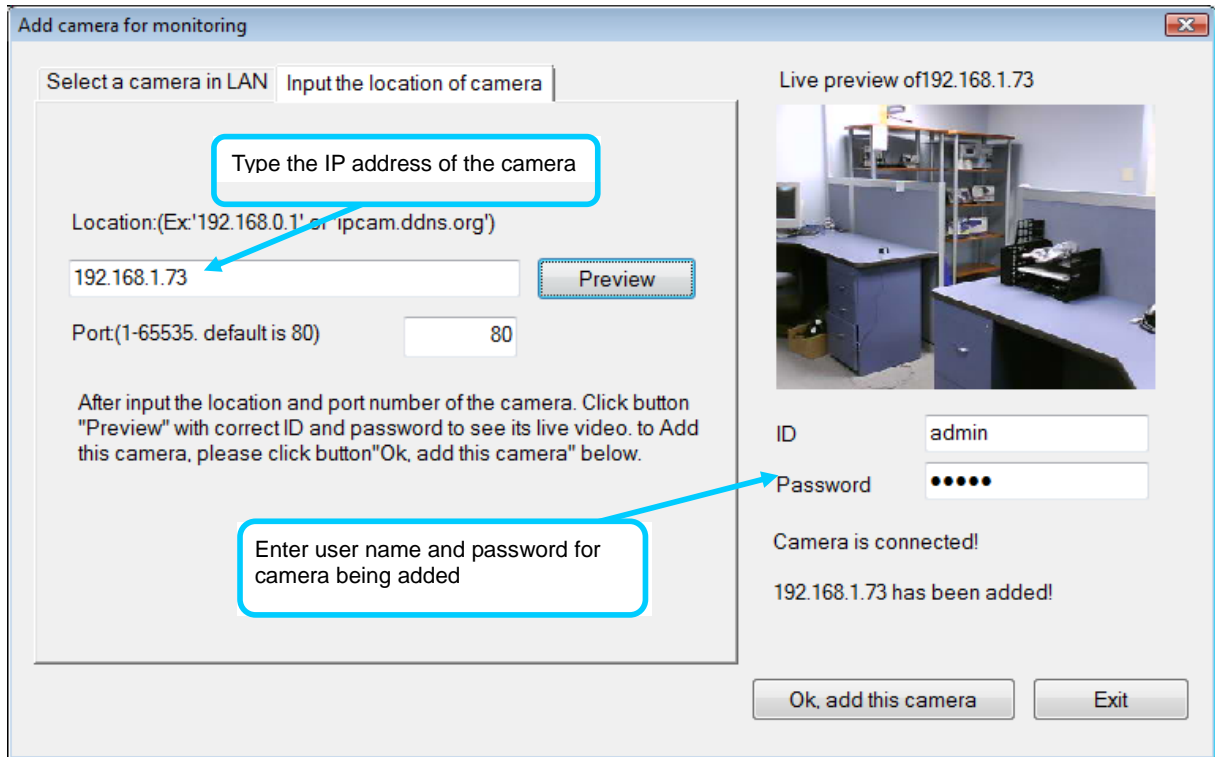 Add camera for monitoring
Select a camera in LAN
Input the location of camera
Type the IP address of the camera
Location:(Ex:'192.168.0.1' or 'ipcam.ddns.org')
192.168.1.73
Preview
Port:(1-65535. default is 80)
80
After input the location and port number of the camera. Click button
"Preview" with correct ID and password to see its live video. to Add
this camera, please click button"Ok, add this camera" below.
Enter user name and password for
camera being added
Live preview of192.168.1.73
ID
admin
Password
●●●●●
Camera is connected!
192.168.1.73 has been added!
Ok, add this camera
Exit